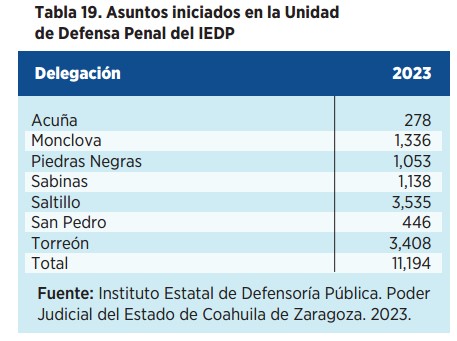 Tabla 19. Asuntos iniciados en la Unidad
de Defensa Penal del IEDP
Delegación 2023
Acuña 278
Monclova 1,336
Piedras Negras 1,053
Sabinas 1,138
Saltillo 3,535
San Pedro 446
Torreón 3,408
Total 11,194
Fuente: Instituto Estatal de Defensoría Pública. Poder
Judicial del Estado de Coahuila de Zaragoza. 2023.